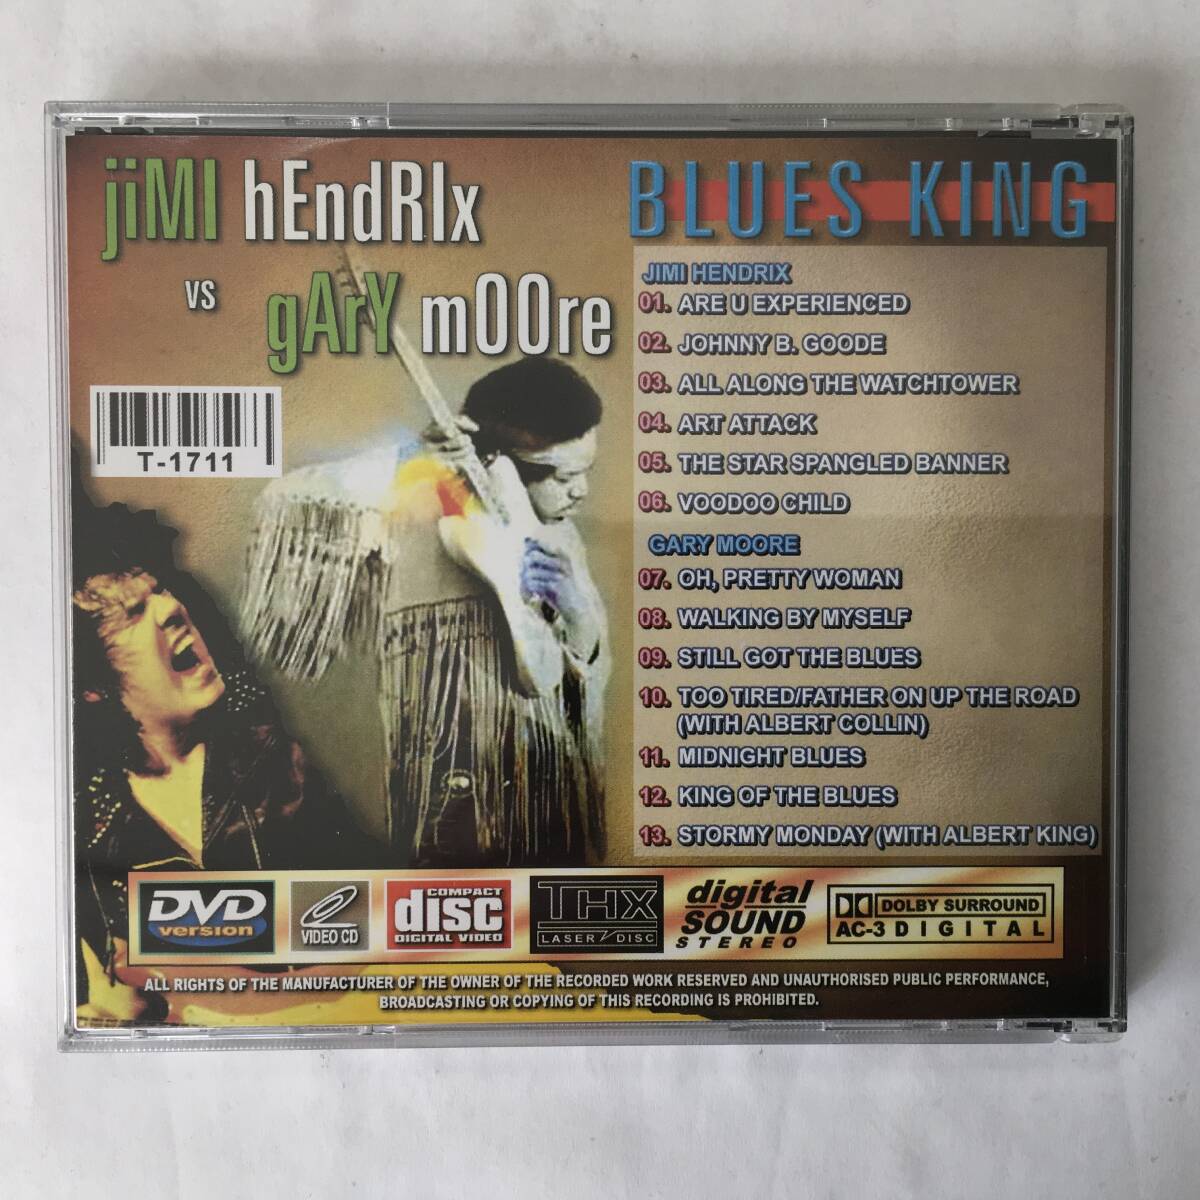 jiMI hEndRIx
vs
gArY mOOre
T-1711
BLUES KING
JIMI HENDRIX
01. ARE U EXPERIENCED
02. JOHNNY B. GOODE
03. ALL ALONG THE WATCHTOWER
04. ART ATTACK
05. THE STAR SPANGLED BANNER
06. VOODOO CHILD
GARY MOORE
07. OH, PRETTY WOMAN
08. WALKING BY MYSELF
09. STILL GOT THE BLUES
10. TOO TIRED/FATHER ON UP THE ROAD
(WITH ALBERT COLLIN)
11. MIDNIGHT BLUES
12. KING OF THE BLUES
13. STORMY MONDAY (WITH ALBERT KING)
DVD
version
VIDEO CD
COMPACT
disc
DIGITAL VIDEO
THX
LASER DISC
digital
SOUND
STEREO
DOLBY SURROUND
AC-3 DIGITAL
ALL RIGHTS OF THE MANUFACTURER OF THE OWNER OF THE RECORDED WORK RESERVED AND UNAUTHORISED PUBLIC PERFORMANCE,
BROADCASTING OR COPYING OF THIS RECORDING IS PROHIBITED.